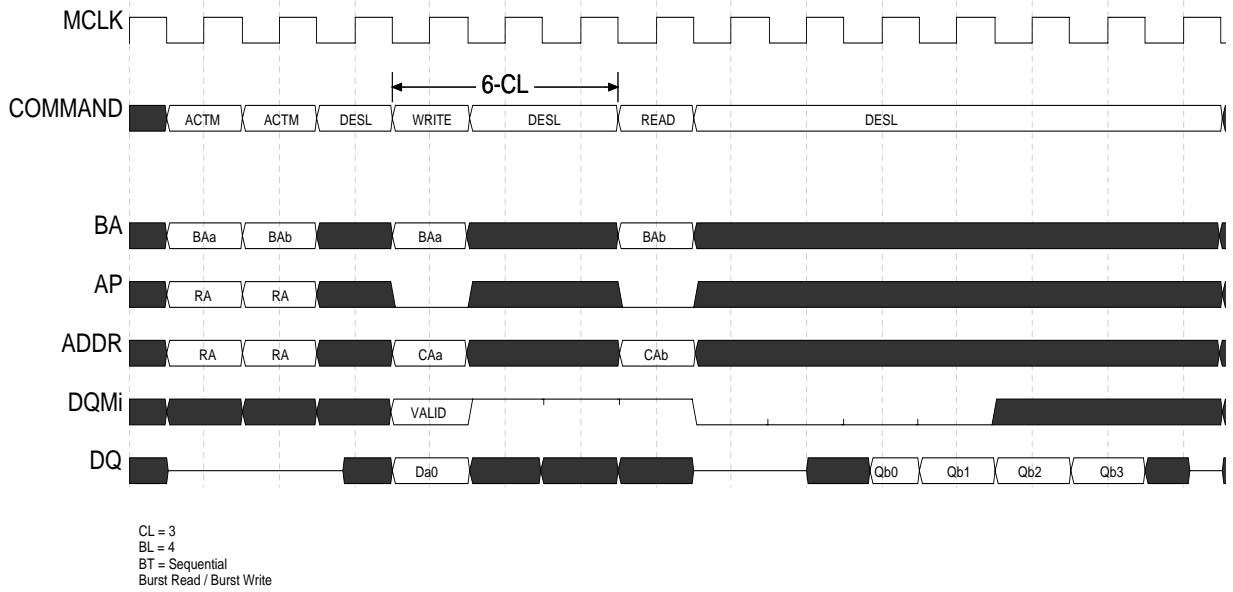 MCLK
6-CL
COMMAND ACTM ACTM DESL WRITE DESL READ DESL
BA BAa BAb BAa BAb
AP RA RA
ADDR RA RA CAa CAb
DQMi VALID
DQ Da0 Qb0 Qb1 Qb2 Qb3
CL = 3
BL = 4
BT = Sequential
Burst Read / Burst Write